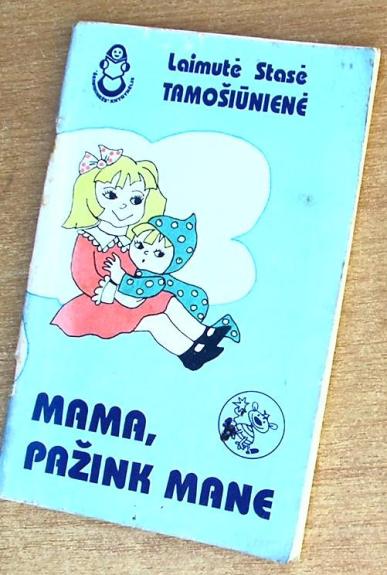 Laimutė Stasė
TAMOŠIŪNIENĖ
MAMA,
PAŽINK MANE